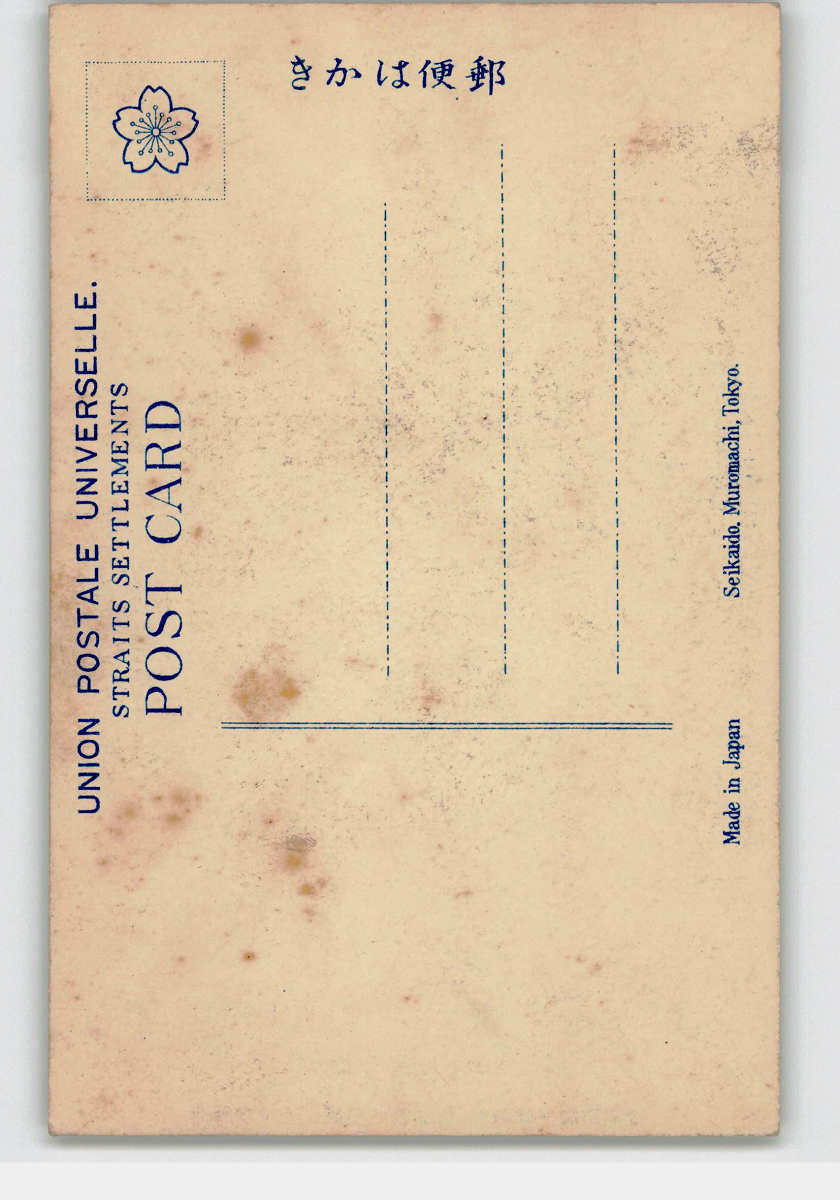 きかは便郵
UNION POSTALE UNIVERSELLE.
STRAITS SETTLEMENTS
POST CARD
Made in Japan
Seikaido. Muromachi, Tokyo.